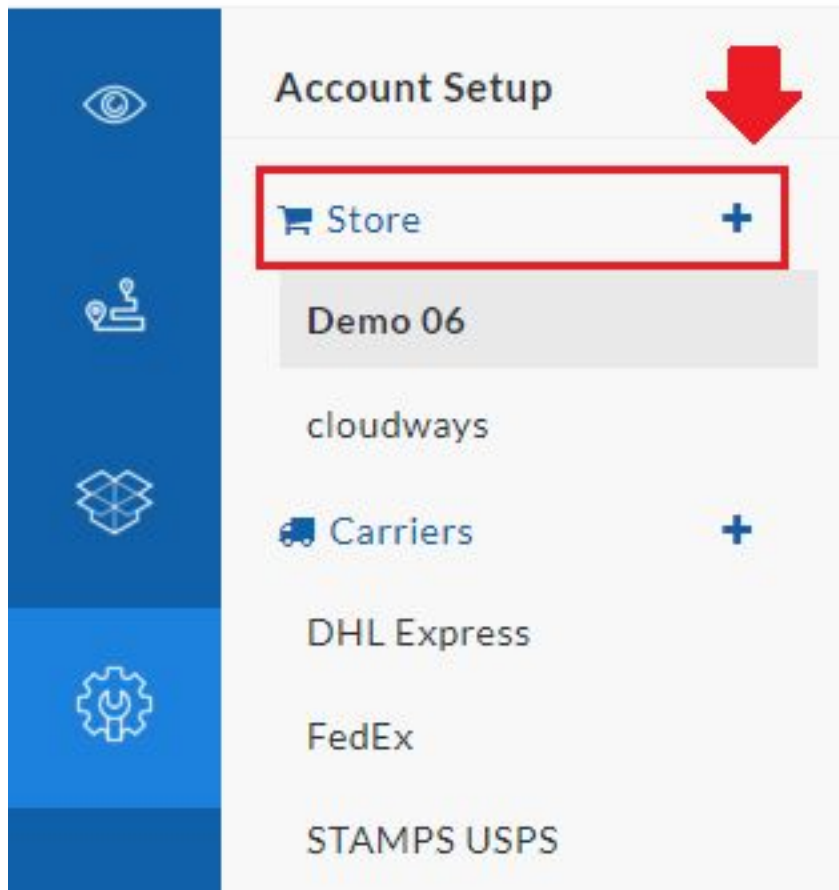 Account Setup
Store +
Demo 06
cloudways
Carriers +
DHL Express
FedEx
STAMPS USPS